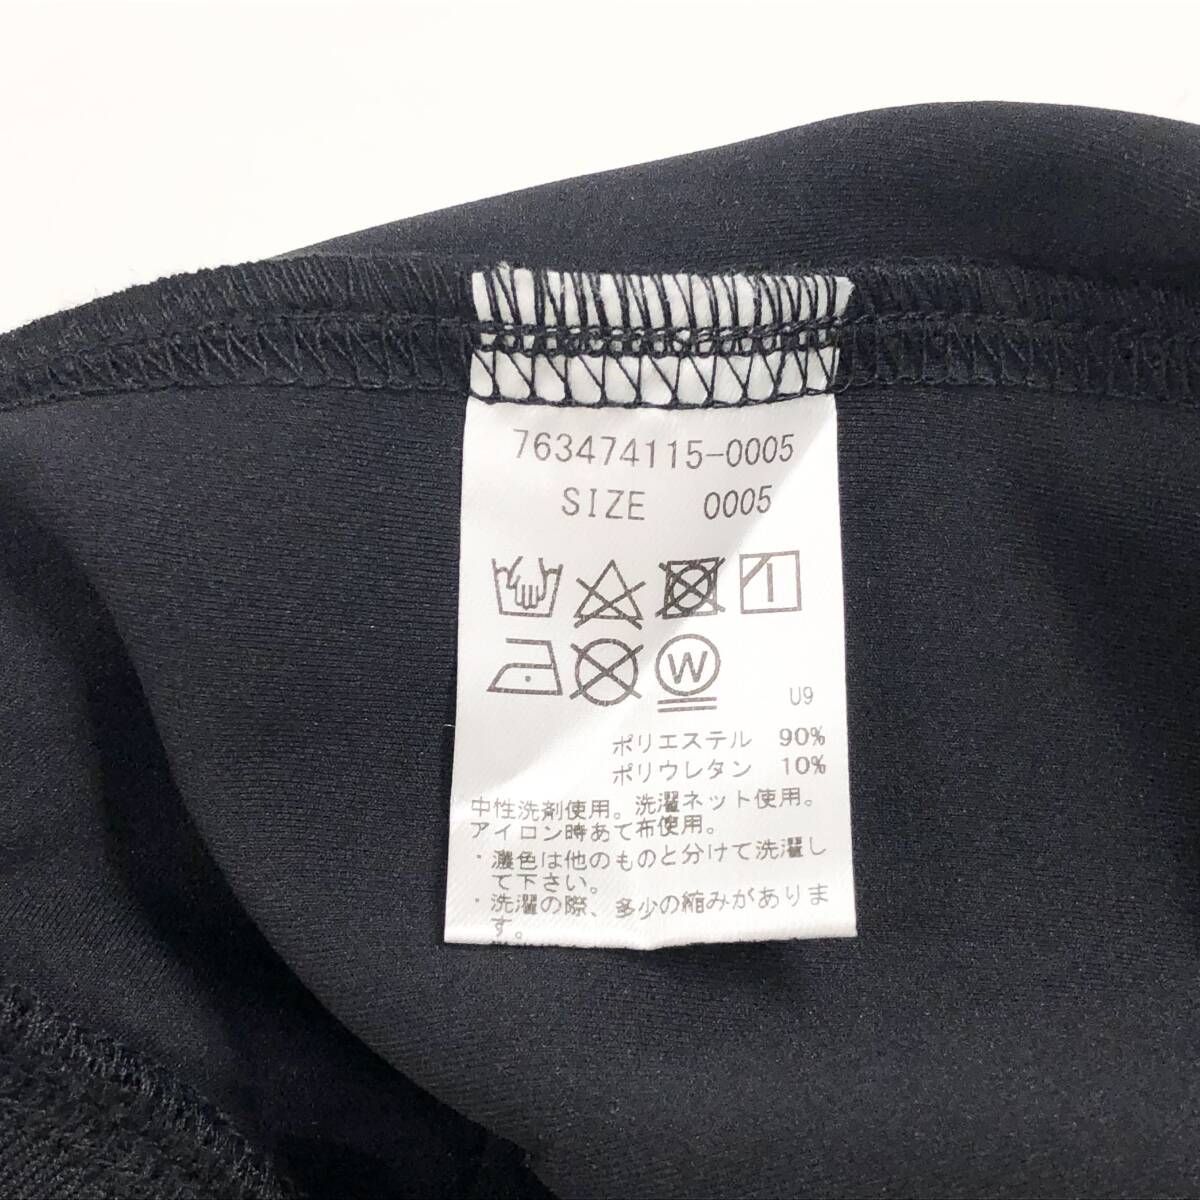 763474115-0005
SIZE 0005
W
U9
ポリエステル 90%
ポリウレタン 10%
中性洗剤使用。洗濯ネット使用。
アイロン時あて布使用。
・濃色は他のものと分けて洗濯し
て下さい。
・洗濯の際、多少の縮みがありま
す。